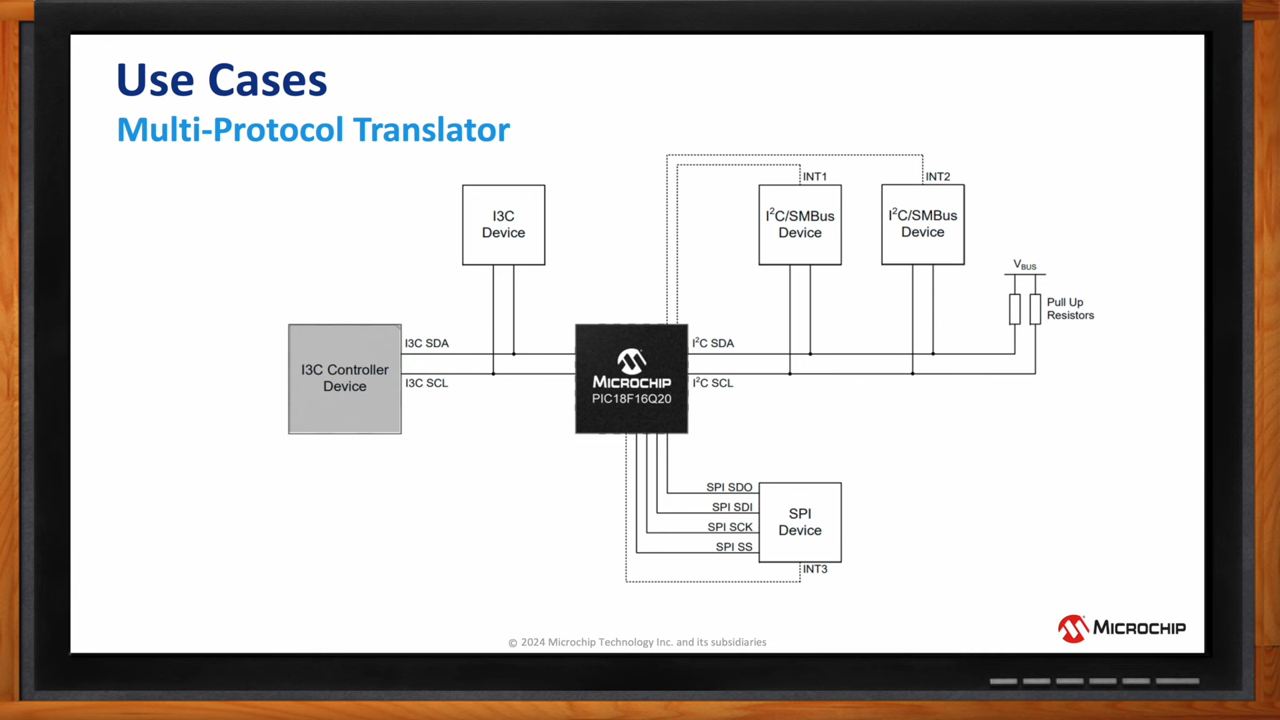 Use Cases
Multi-Protocol Translator
INT1
INT2
I3C
Device
I²C/SMBus
Device
I²C/SMBus
Device
VBUS
Pull Up
Resistors
I3C Controller
Device
I3C SDA
I3C SCL
MICROCHIP
PIC18F16Q20
I²C SDA
I²C SCL
SPI SDO
SPI SDI
SPI SCK
SPI SS
SPI
Device
INT3
MICROCHIP
© 2024 Microchip Technology Inc. and its subsidiaries